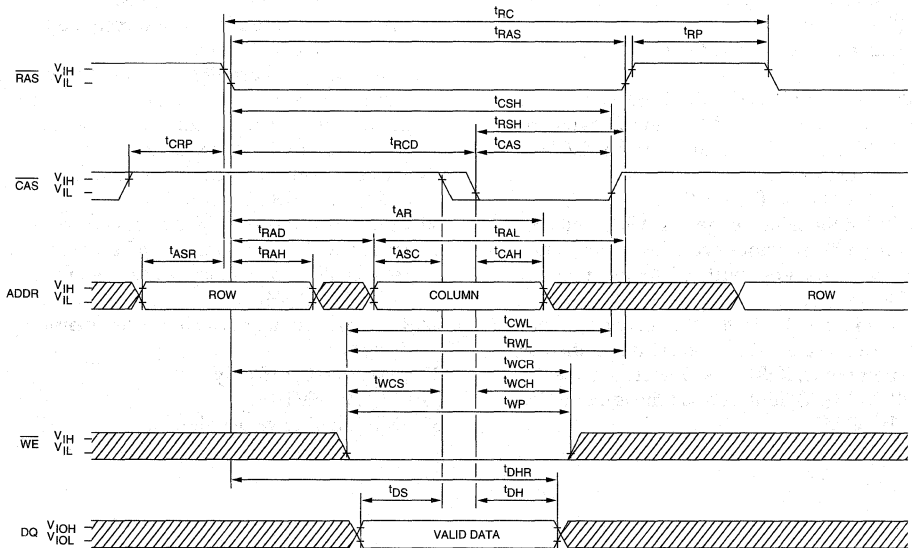 tRC
tRAS
tRP
RAS VIH
VIL
tCSH
tRSH
tCRP
tRCD
tCAS
CAS VIH
VIL
tAR
tRAD
tRAL
tASR
tRAH
tASC
tCAH
ADDR VIH
VIL
ROW
COLUMN
ROW
tCWL
tRWL
tWCR
tWCS
tWCH
tWP
WE VIH
VIL
tDHR
tDS
tDH
DQ VIOH
VIOL
VALID DATA